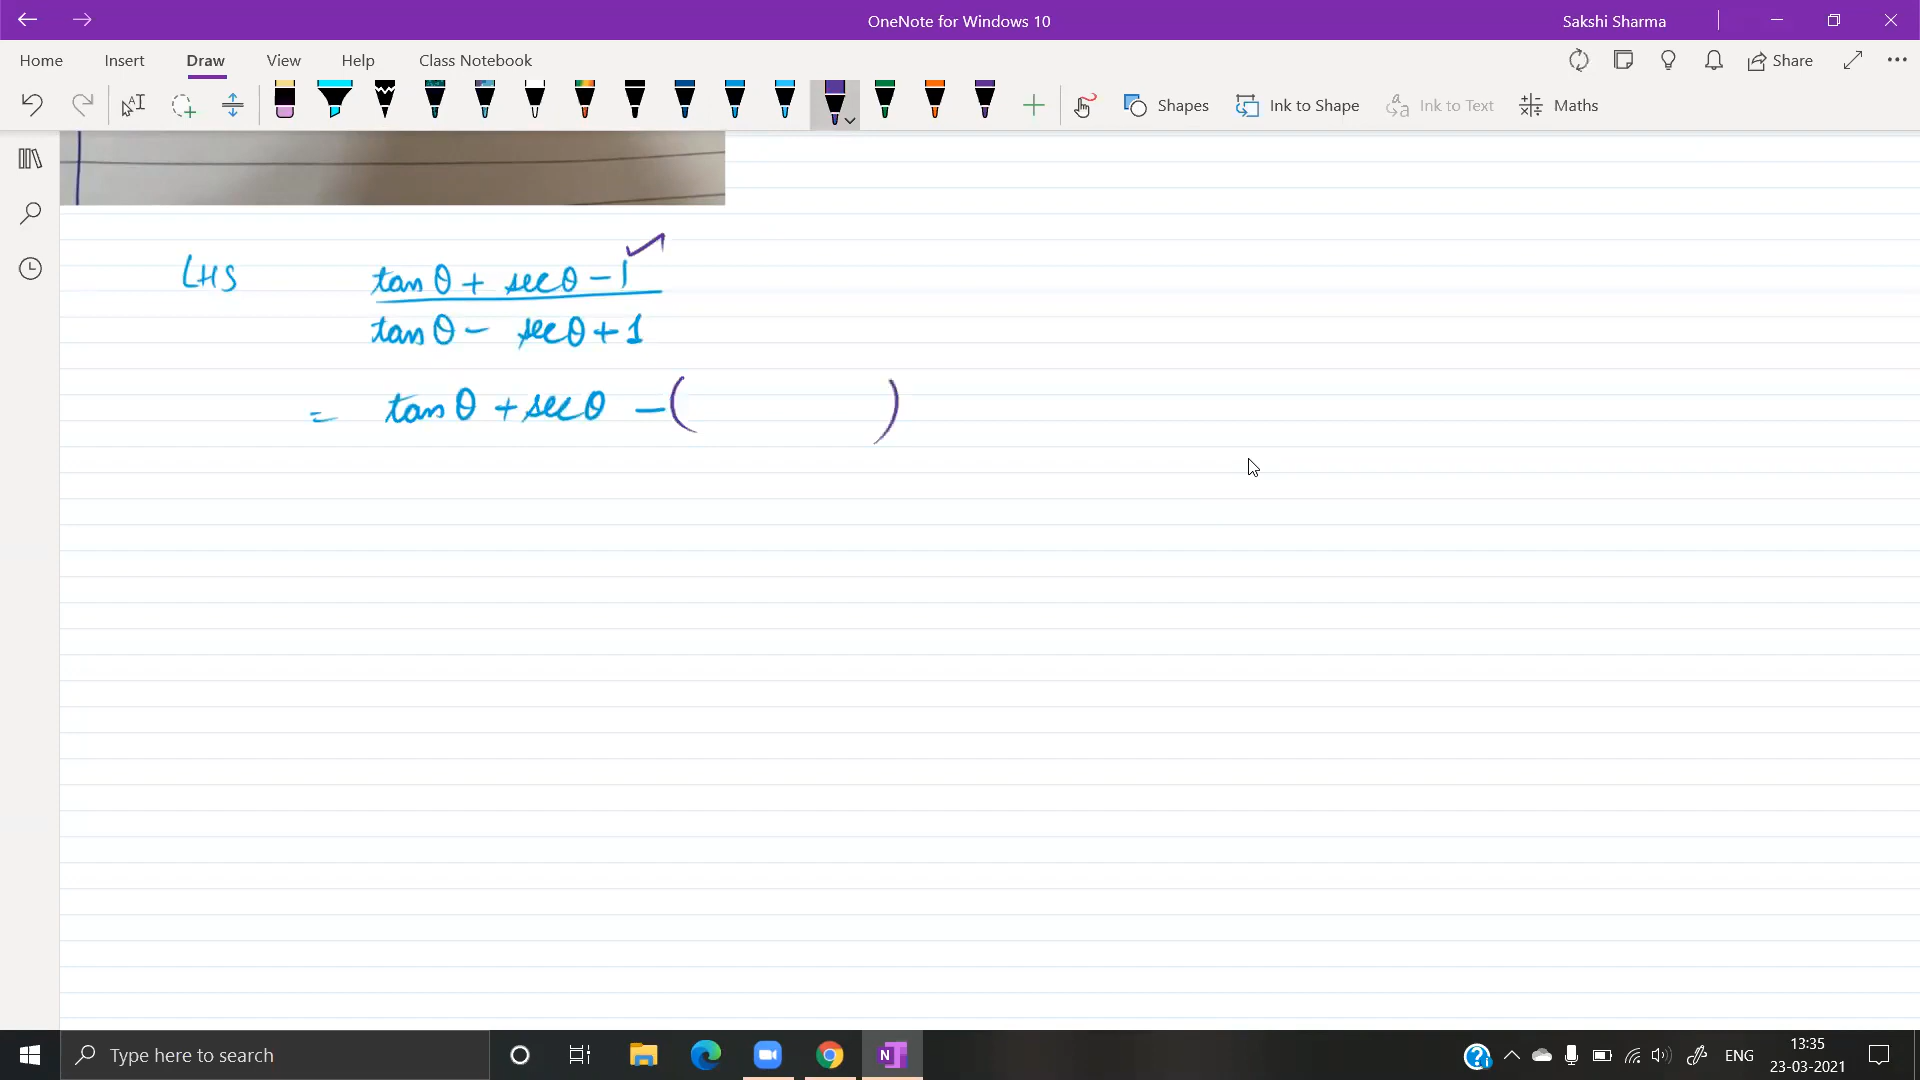 OneNote for Windows 10
Sakshi Sharma
Home Insert Draw View Help Class Notebook
Share
Shapes Ink to Shape Ink to Text Maths
LHS tan θ + sec θ − 1
tan θ − sec θ + 1
= tan θ + sec θ − ( )
Type here to search
ENG
13:35
23-03-2021